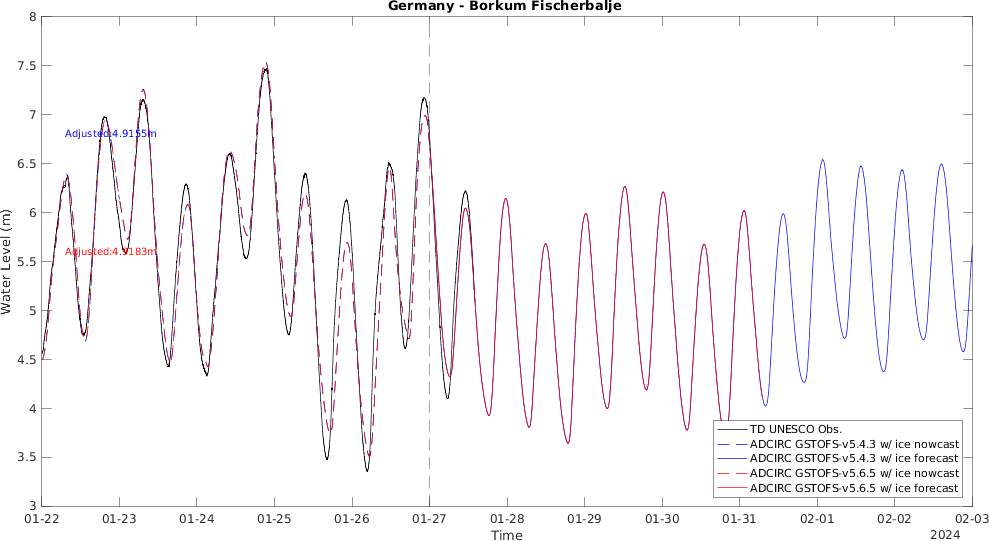 Germany - Borkum Fischerbalje
8
7.5
7
6.5
6
5.5
5
4.5
4
3.5
3
Water Level (m)
Adjusted:4.9155m
Adjusted:4.9183m
TD UNESCO Obs.
ADCIRC GSTOFS-v5.4.3 w/ ice nowcast
ADCIRC GSTOFS-v5.4.3 w/ ice forecast
ADCIRC GSTOFS-v5.6.5 w/ ice nowcast
ADCIRC GSTOFS-v5.6.5 w/ ice forecast
01-22 01-23 01-24 01-25 01-26 01-27 01-28 01-29 01-30 01-31 02-01 02-02 02-03
Time
2024